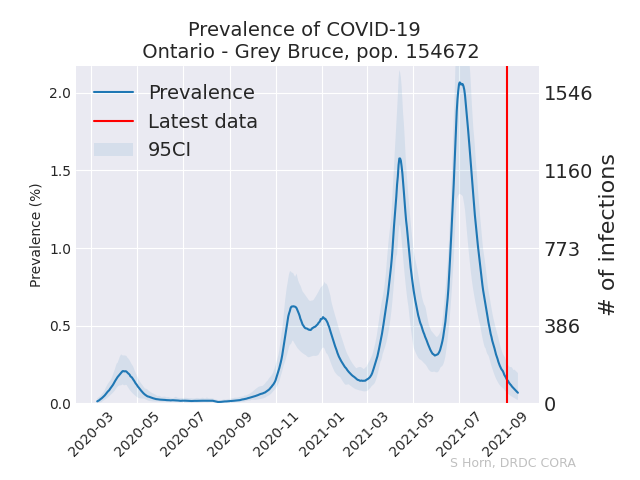 Prevalence of COVID-19
Ontario - Grey Bruce, pop. 154672
Prevalence
Latest data
95CI
Prevalence (%)
2.0
1.5
1.0
0.5
0.0
1546
1160
773
386
0
# of infections
2020-03
2020-05
2020-07
2020-09
2020-11
2021-01
2021-03
2021-05
2021-07
2021-09
S Horn, DRDC CORA